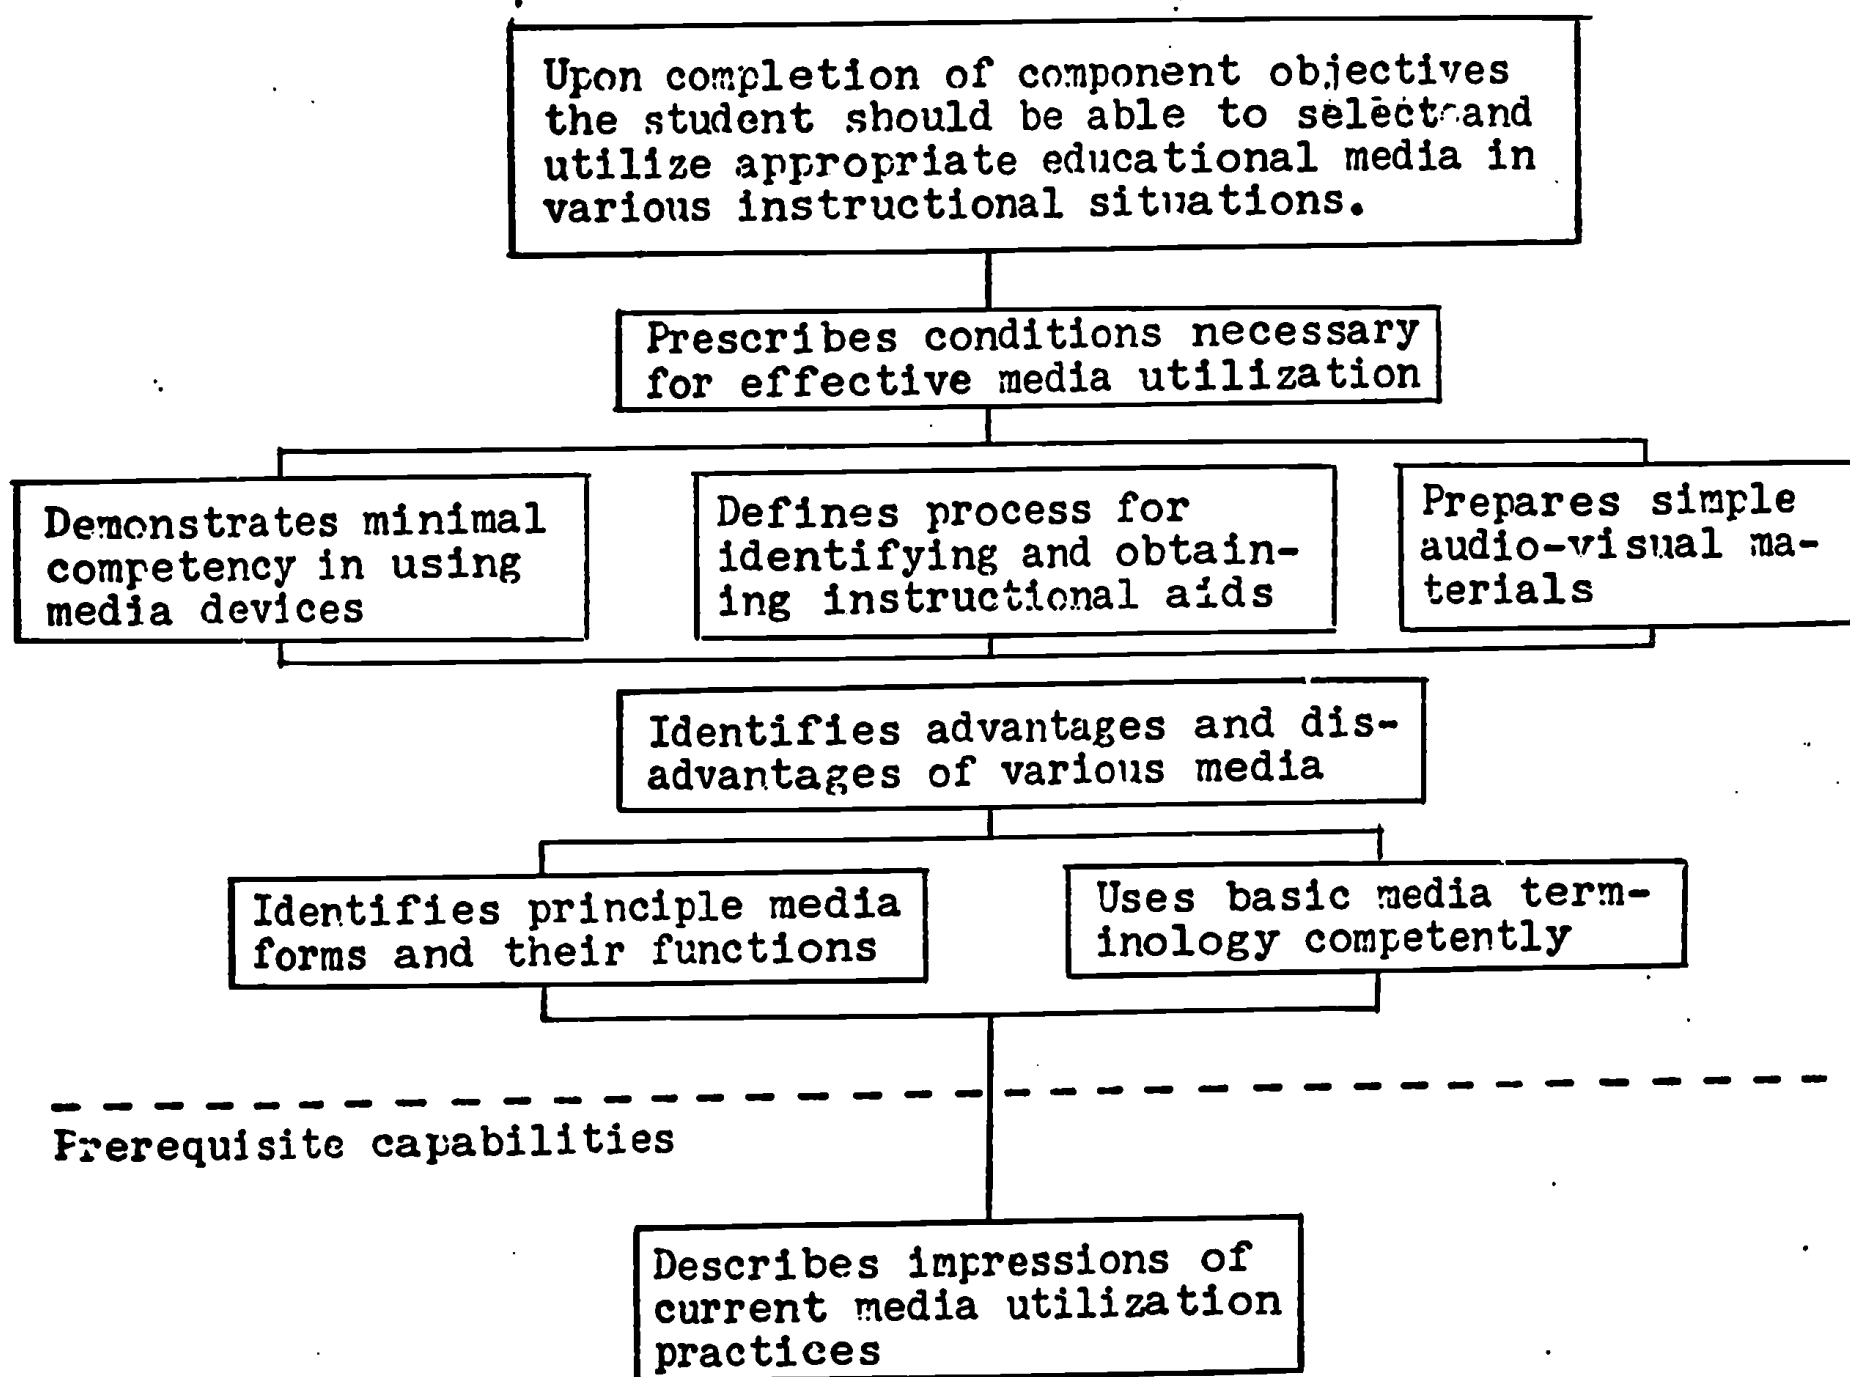 Upon completion of component objectives
the student should be able to select and
utilize appropriate educational media in
various instructional situations.
Prescribes conditions necessary
for effective media utilization
Demonstrates minimal
competency in using
media devices
Defines process for
identifying and obtain-
ing instructional aids
Prepares simple
audio-visual ma-
terials
Identifies advantages and dis-
advantages of various media
Identifies principle media
forms and their functions
Uses basic media term-
inology competently
Prerequisite capabilities
Describes impressions of
current media utilization
practices